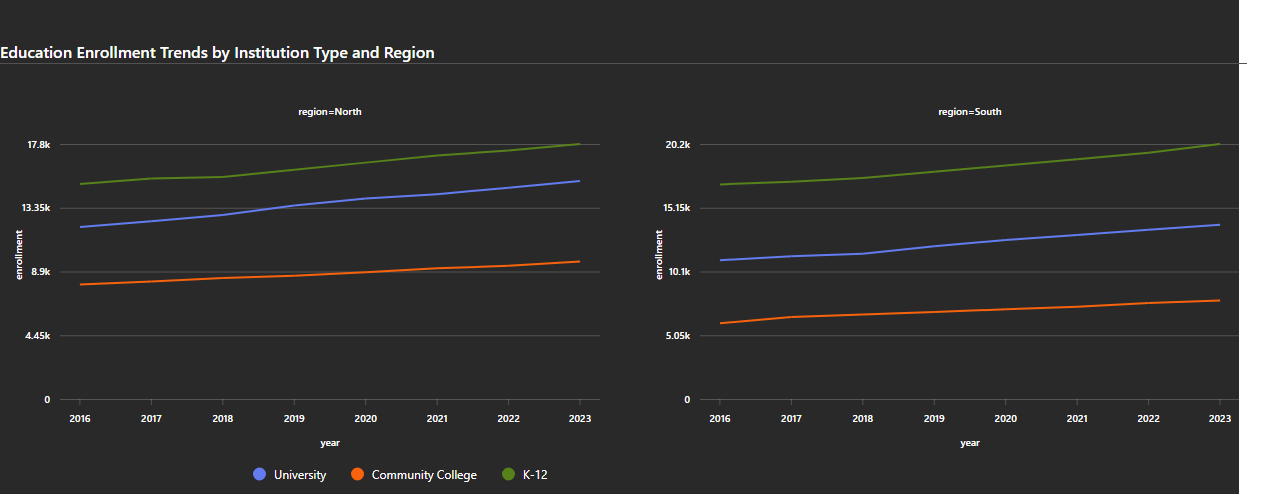 Education Enrollment Trends by Institution Type and Region
region=North
17.8k
13.35k
8.9k
4.45k
0
enrollment
2016 2017 2018 2019 2020 2021 2022 2023
year
region=South
20.2k
15.15k
10.1k
5.05k
0
enrollment
2016 2017 2018 2019 2020 2021 2022 2023
year
University Community College K-12